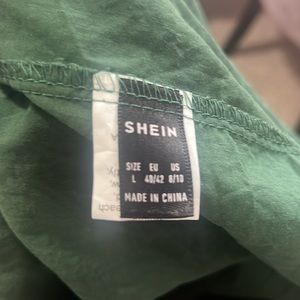 SHEIN
SIZE EU US
L 40/42 8/10
MADE IN CHINA